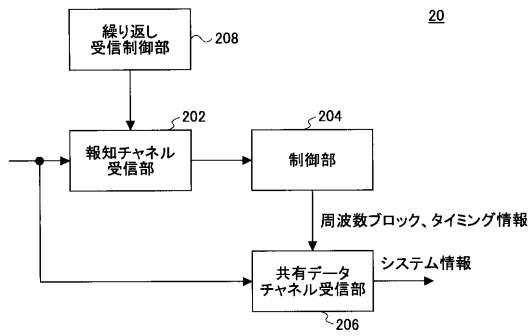 20
繰り返し
受信制御部
208
202
報知チャネル
受信部
204
制御部
周波数ブロック、タイミング情報
システム情報
共有データ
チャネル受信部
206